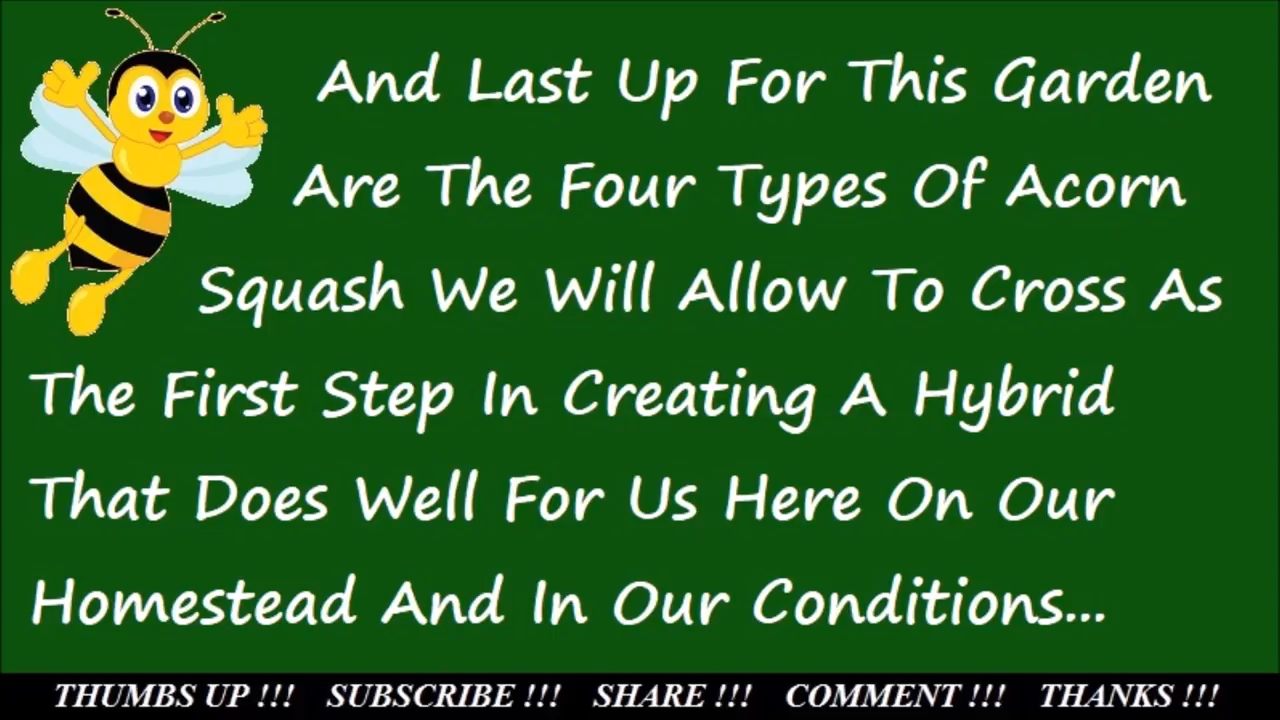 And Last Up For This Garden
Are The Four Types Of Acorn
Squash We Will Allow To Cross As
The First Step In Creating A Hybrid
That Does Well For Us Here On Our
Homestead And In Our Conditions...
THUMBS UP !!! SUBSCRIBE !!! SHARE !!! COMMENT !!! THANKS !!!